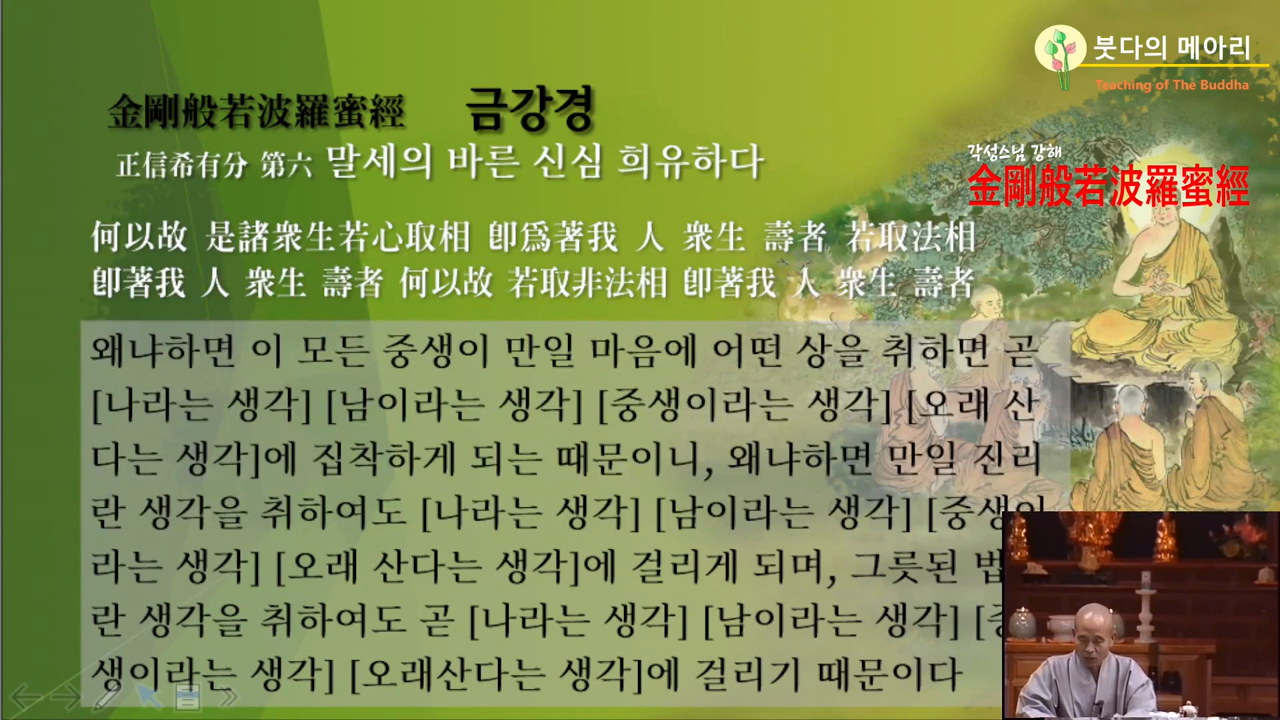 붓다의 메아리
Teaching of The Buddha
金剛般若波羅蜜經 금강경
正信希有分 第六 말세의 바른 신심 희유하다
각성스님 강해
金剛般若波羅蜜經
何以故 是諸衆生若心取相 卽爲著我 人 衆生 壽者 若取法相
卽著我 人 衆生 壽者 何以故 若取非法相 卽著我 人 衆生 壽者
왜냐하면 이 모든 중생이 만일 마음에 어떤 상을 취하면 곧
[나라는 생각] [남이라는 생각] [중생이라는 생각] [오래 산
다는 생각]에 집착하게 되는 때문이니, 왜냐하면 만일 진리
란 생각을 취하여도 [나라는 생각] [남이라는 생각] [중생이
라는 생각] [오래 산다는 생각]에 걸리게 되며, 그릇된 법
란 생각을 취하여도 곧 [나라는 생각] [남이라는 생각]
생이라는 생각] [오래산다는 생각]에 걸리기 때문이다